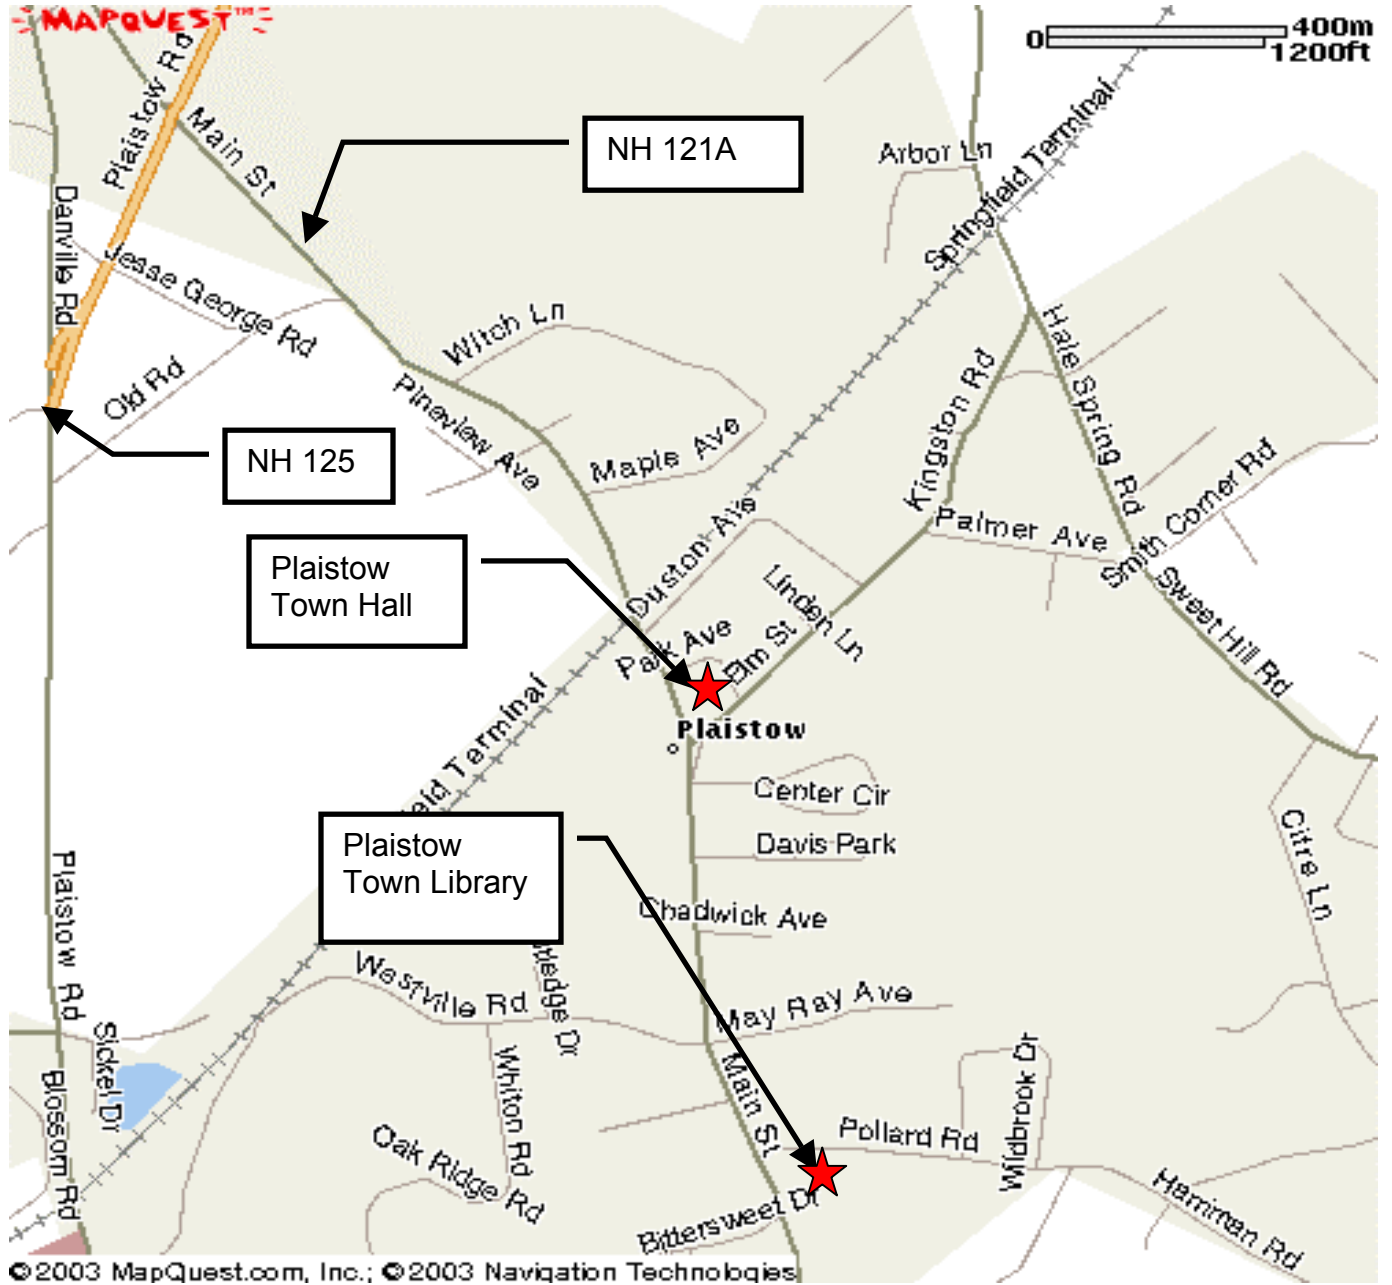 MAPQUEST™
0
400m
1200ft
Plaistow Rd
Main St
NH 121A
Arbor Ln
Springfield Terminal
Danville Rd
Jesse George Rd
Witch Ln
Hale Spring Rd
Old Rd
Pineview Ave
Kingston Rd
Maple Ave
NH 125
Smith Corner Rd
Palmer Ave
Duston Ave
Plaistow
Town Hall
Linden Ln
Sweet Hill Rd
Park Ave
Elm St
Plaistow
eld Terminal
Center Cir
Plaistow
Town Library
Davis Park
Citre Ln
Plaistow Rd
Chadwick Ave
Westville Rd
edge Dr
May Ray Ave
Sickel Dr
Whiton Rd
Main St
Wildbrook Dr
Blossom Rd
Pollard Rd
Oak Ridge Rd
Bittersweet Dr
Harriman Rd
©2003 MapQuest.com, Inc.; ©2003 Navigation Technologies